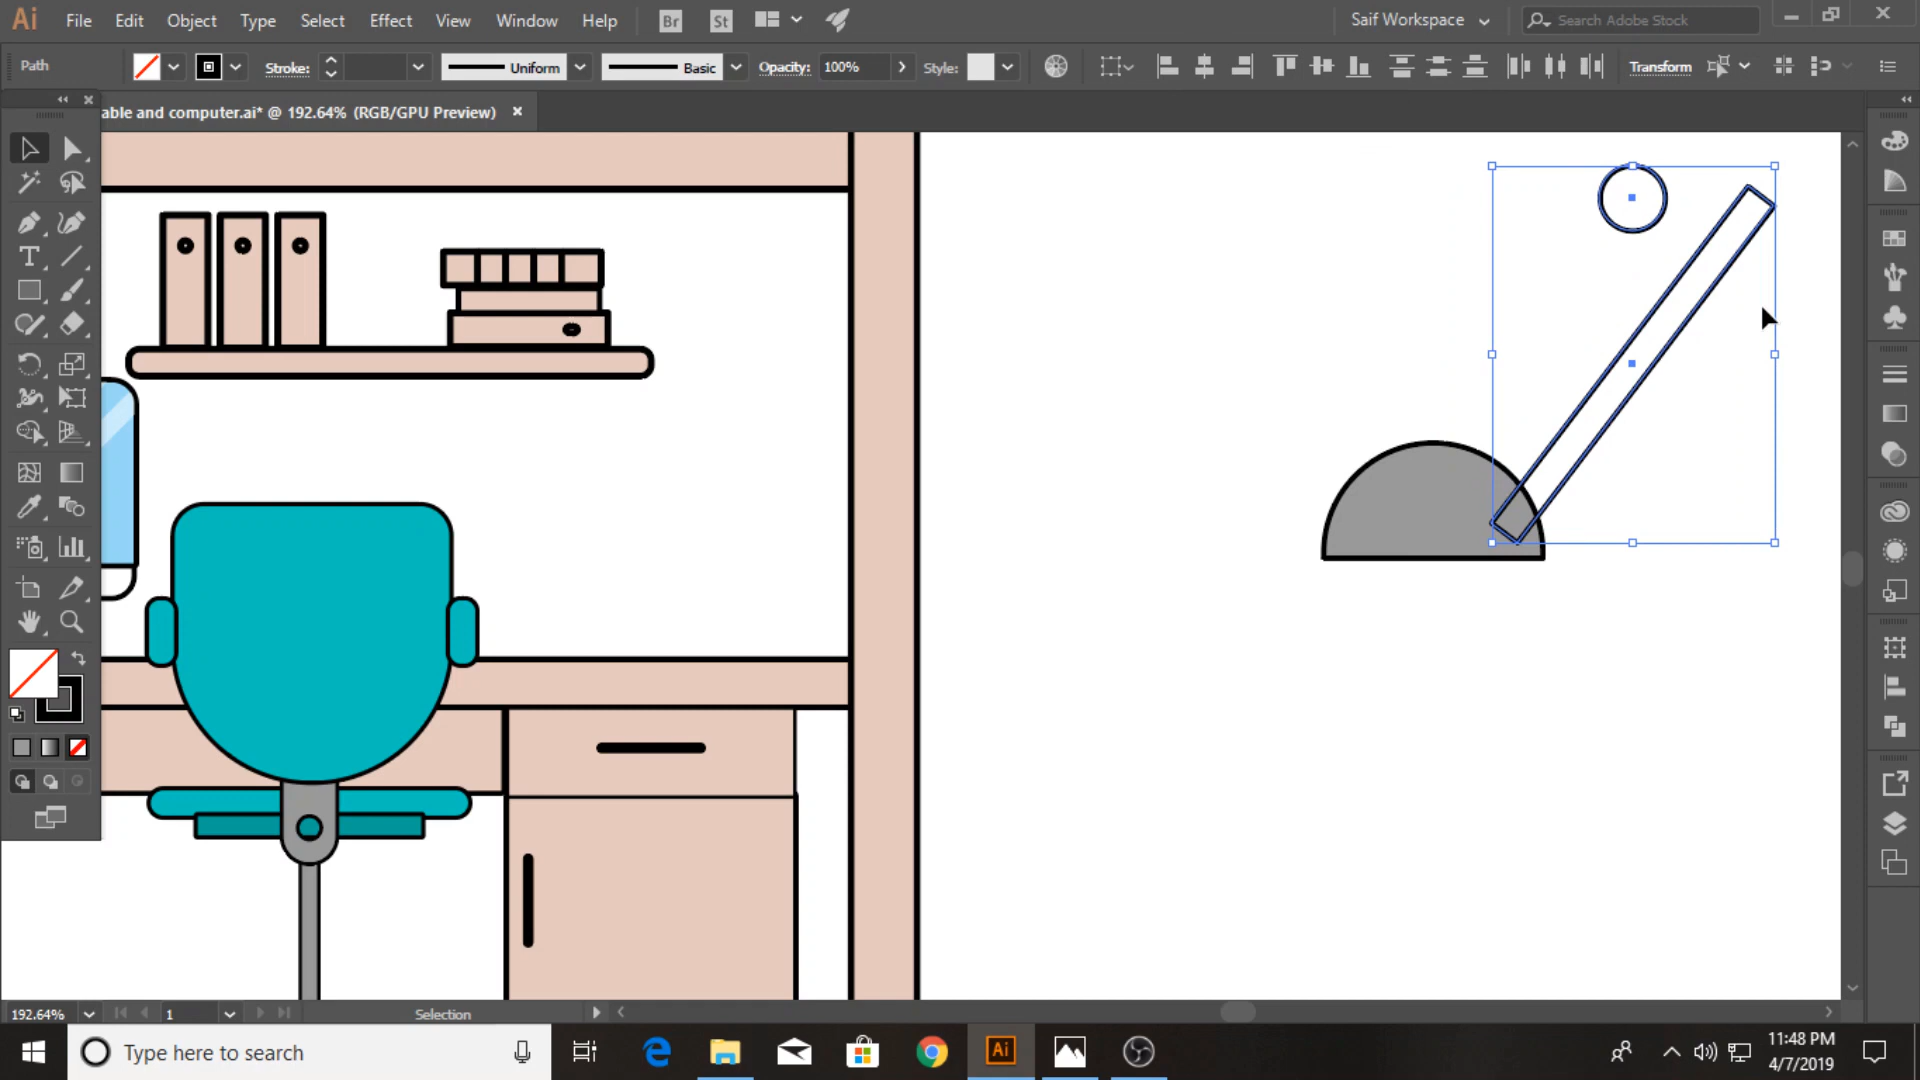 Ai File Edit Object Type Select Effect View Window Help Br St Saif Workspace Search Adobe Stock
Path Stroke: Uniform Basic Opacity: 100% Style: Transform
able and computer.ai* @ 192.64% (RGB/GPU Preview)
192.64% 1 Selection
Type here to search Ai 11:48 PM
4/7/2019